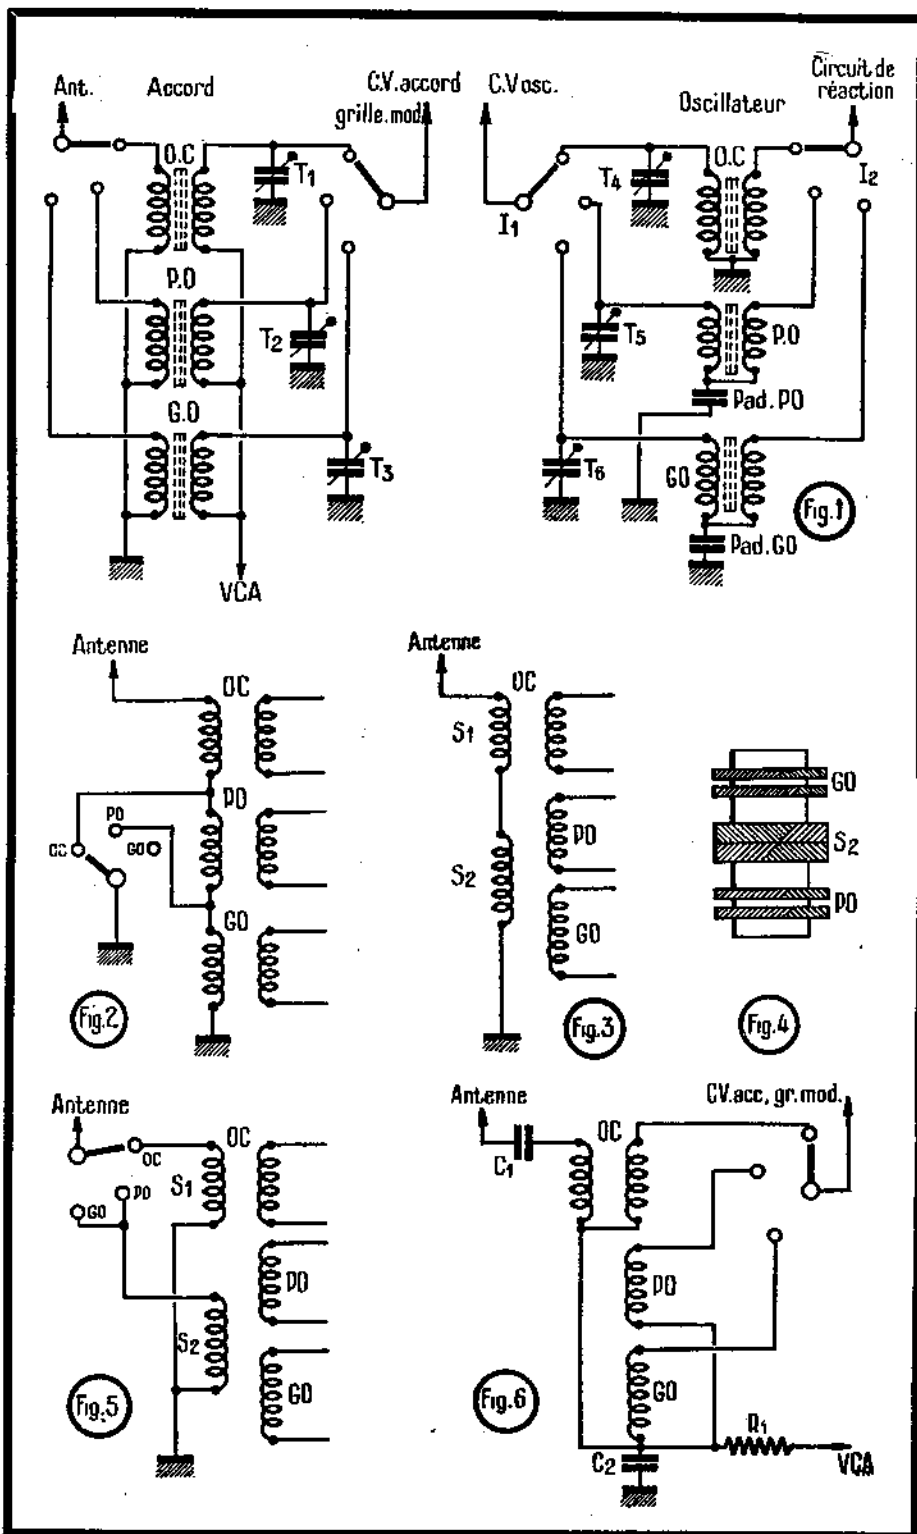 Ant.
Accord
C.V. accord
grille.mod.
C.V osc.
Oscillateur
Circuit de
réaction
O.C
T1
T4
O.C
I1
I2
P.O
T2
T5
P.O
Pad. PO
G.O
T3
T6
GO
Pad. GO
VCA
Fig.1
Antenne
OC
PO
PO
OC
GO
GO
Fig.2
Antenne
OC
S1
PO
S2
GO
Fig.3
GO
S2
PO
Fig.4
Antenne
OC
OC
S1
PO
GO
PO
S2
GO
Fig.5
Antenne
C1
OC
CV.acc, gr.mod.
PO
GO
R1
C2
VCA
Fig.6